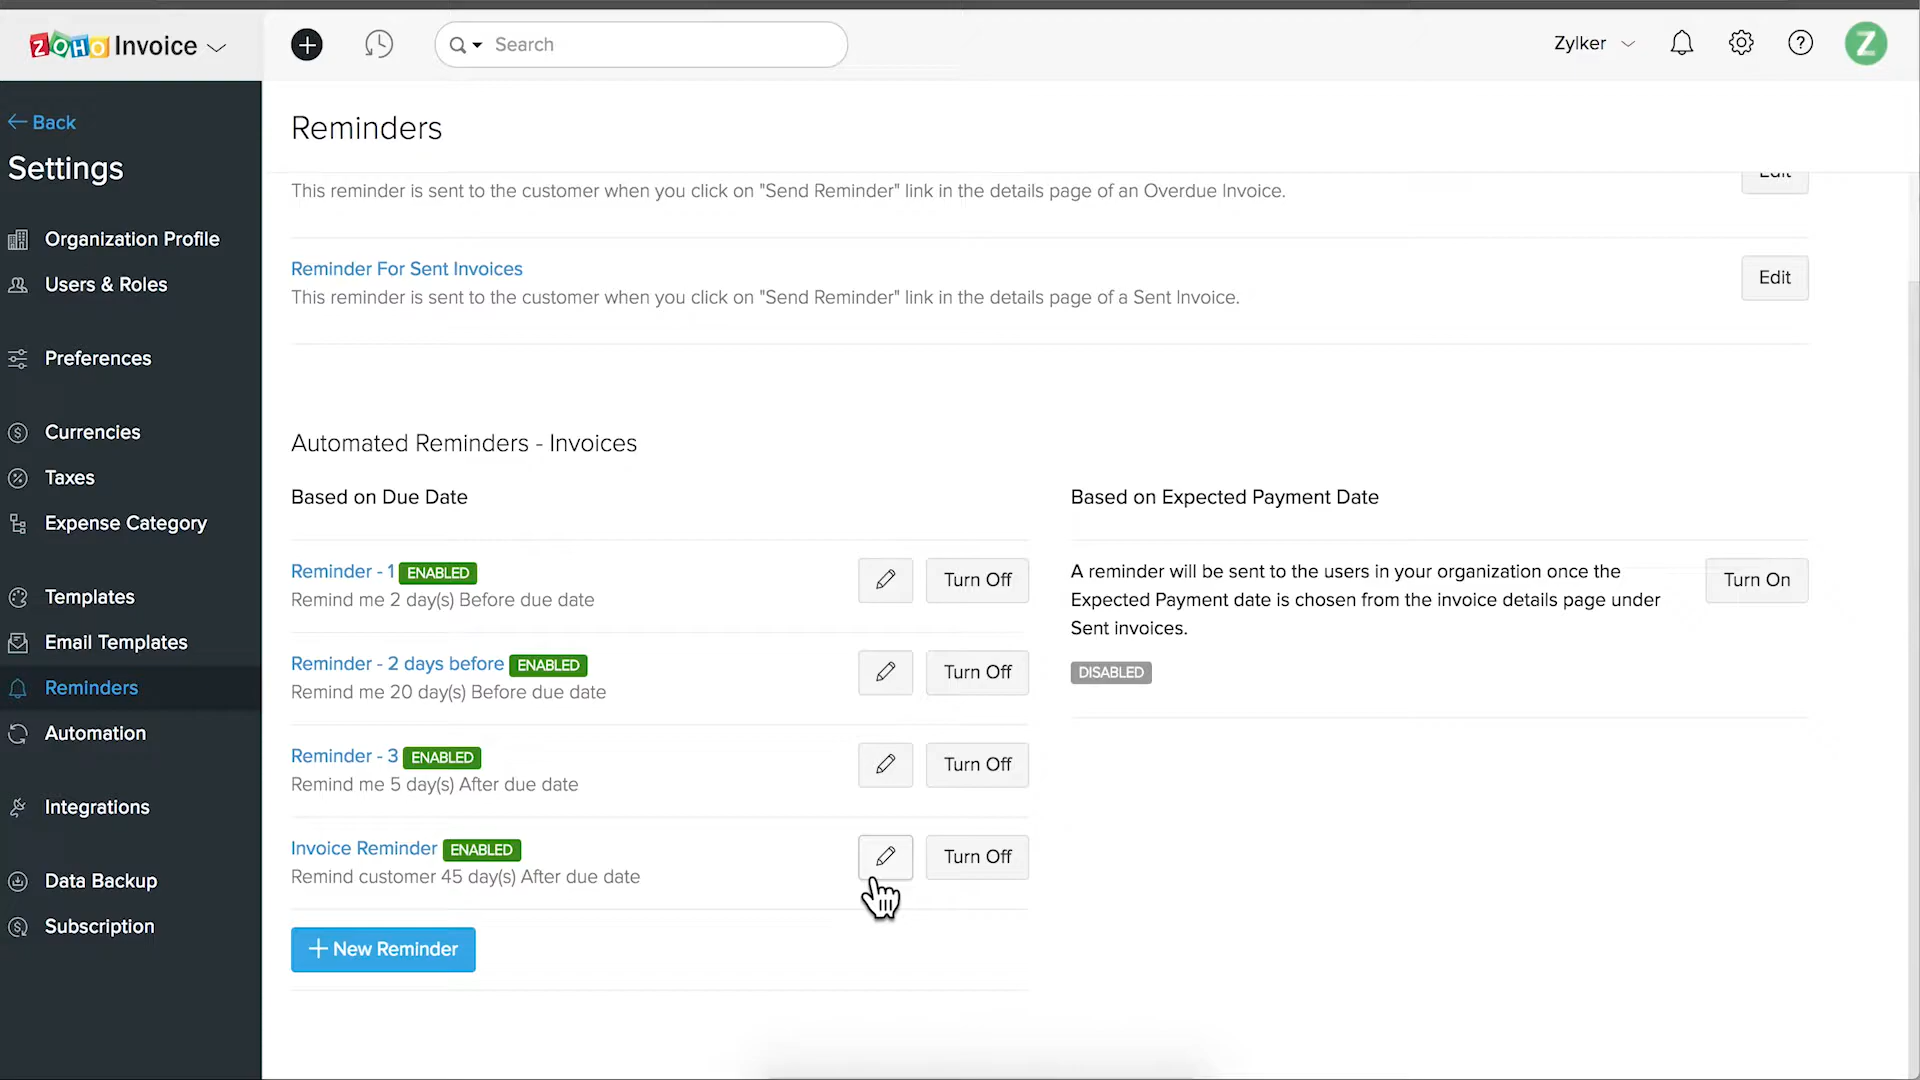 ZOHO Invoice
Search
Zylker
Z
Back
Settings
Organization Profile
Users & Roles
Preferences
Currencies
Taxes
Expense Category
Templates
Email Templates
Reminders
Automation
Integrations
Data Backup
Subscription
Reminders
This reminder is sent to the customer when you click on "Send Reminder" link in the details page of an Overdue Invoice.
Edit
Reminder For Sent Invoices
This reminder is sent to the customer when you click on "Send Reminder" link in the details page of a Sent Invoice.
Edit
Automated Reminders - Invoices
Based on Due Date
Reminder - 1 ENABLED
Remind me 2 day(s) Before due date
Turn Off
Reminder - 2 days before ENABLED
Remind me 20 day(s) Before due date
Turn Off
Reminder - 3 ENABLED
Remind me 5 day(s) After due date
Turn Off
Invoice Reminder ENABLED
Remind customer 45 day(s) After due date
Turn Off
+ New Reminder
Based on Expected Payment Date
A reminder will be sent to the users in your organization once the
Expected Payment date is chosen from the invoice details page under
Sent invoices.
Turn On
DISABLED